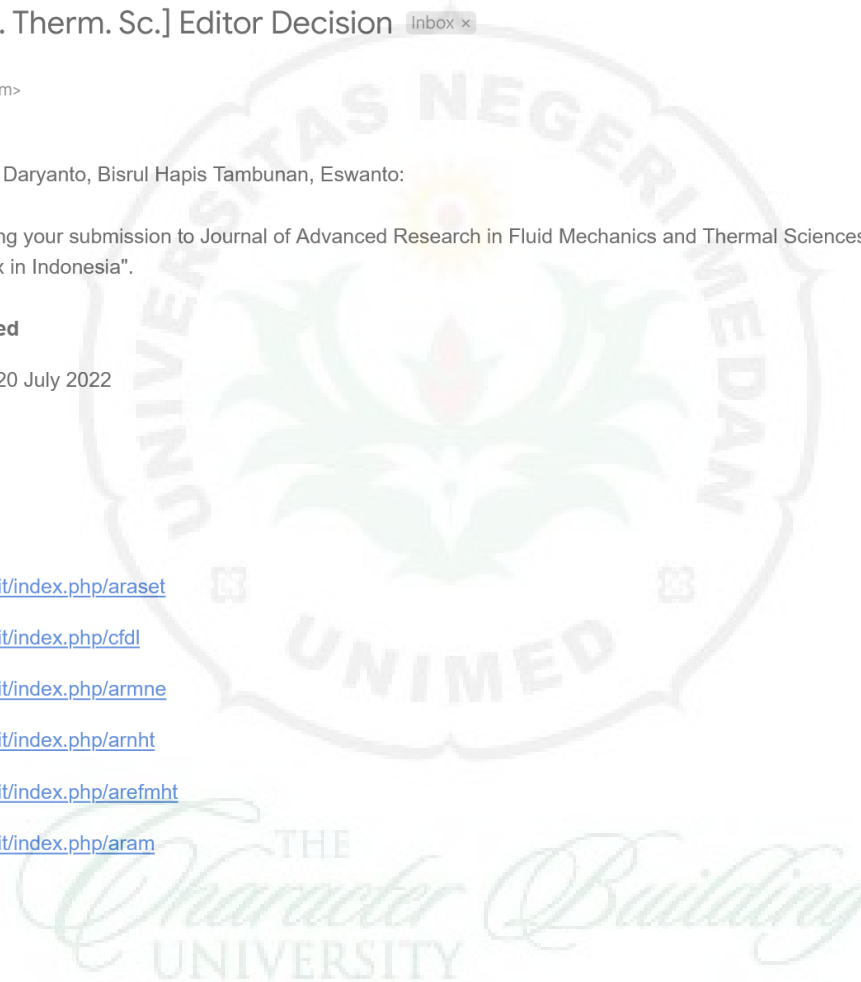 . Therm. Sc.] Editor Decision Inbox ×
m>
Daryanto, Bisrul Hapis Tambunan, Eswanto:
ng your submission to Journal of Advanced Research in Fluid Mechanics and Thermal Sciences
x in Indonesia".
ed
20 July 2022
it/index.php/araset
it/index.php/cfdl
it/index.php/armne
it/index.php/arnht
it/index.php/arefmht
it/index.php/aram
UNIVERSITAS NEGERI MEDAN
UNIMED
THE
Character Building
UNIVERSITY